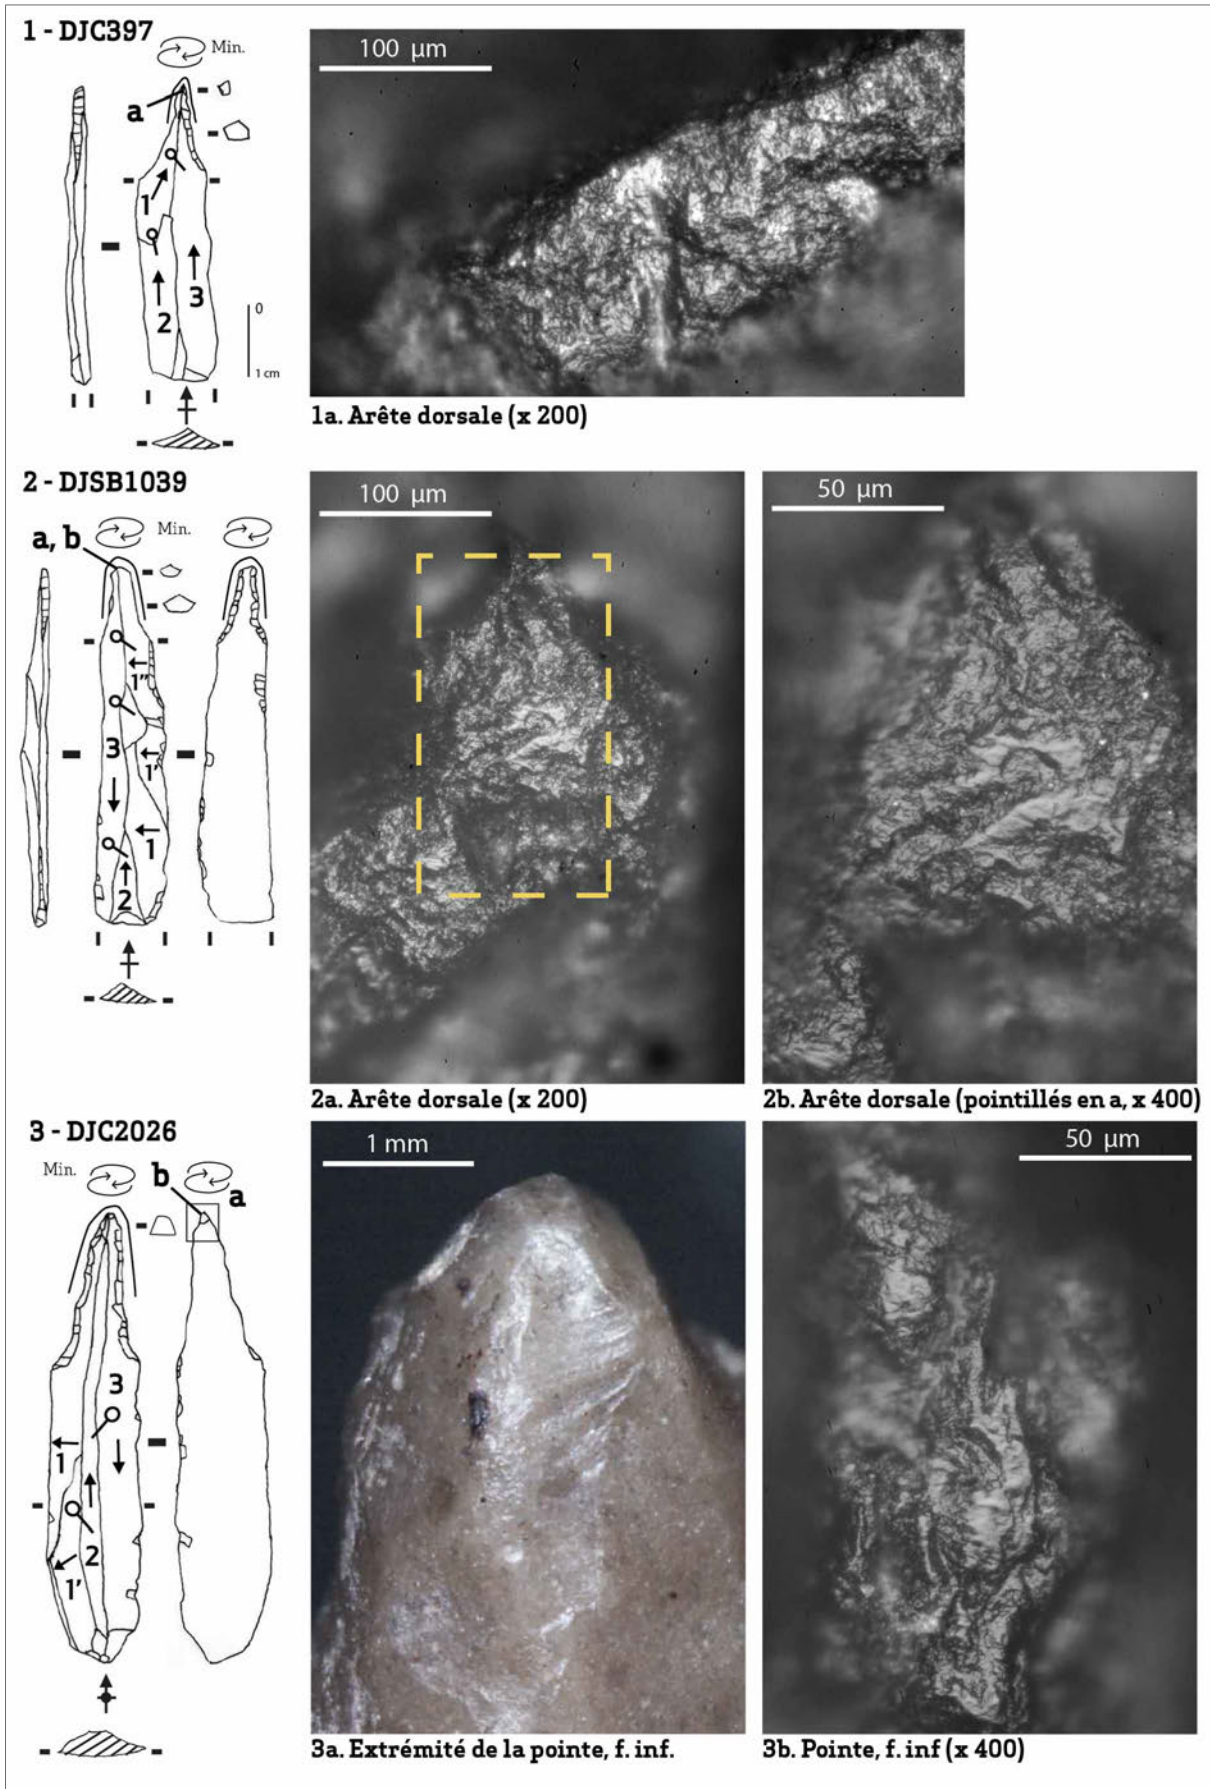 1 - DJC397
Min.
a
1
2
3
0
1 cm
100 µm
1a. Arête dorsale (x 200)
2 - DJSB1039
a, b
Min.
1"
3
1'
1
2
100 µm
50 µm
2a. Arête dorsale (x 200)
2b. Arête dorsale (pointillés en a, x 400)
3 - DJC2026
Min.
b
a
3
1
2
1'
1 mm
50 µm
3a. Extrémité de la pointe, f. inf.
3b. Pointe, f. inf (x 400)